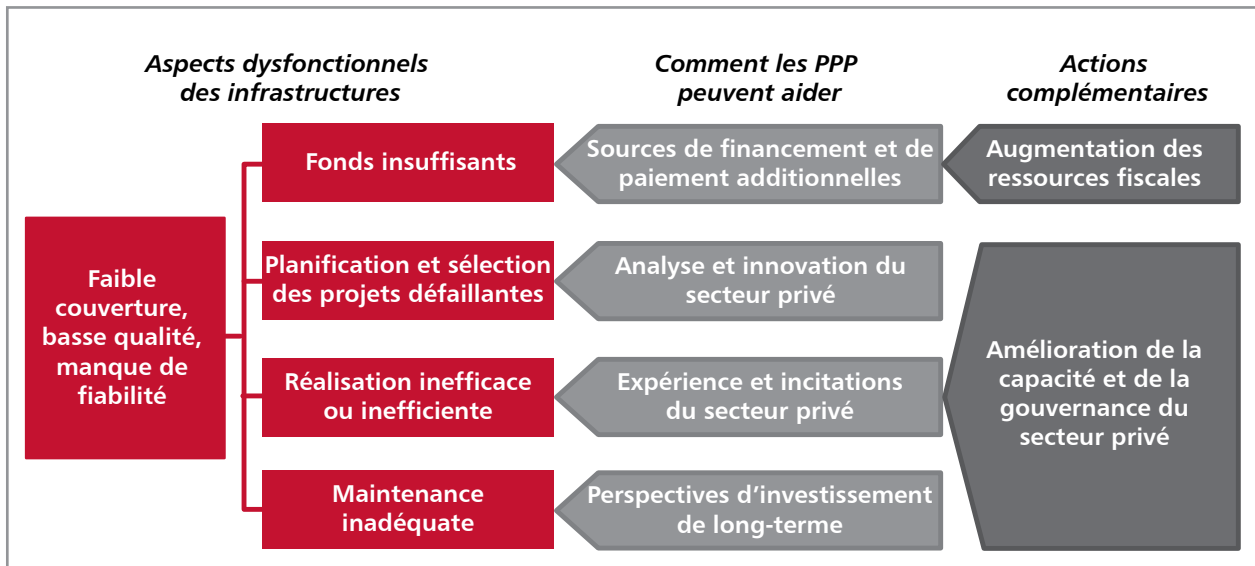 Aspects dysfonctionnels
des infrastructures
Comment les PPP
peuvent aider
Actions
complémentaires
Faible
couverture,
basse qualité,
manque de
fiabilité
Fonds insuffisants
Sources de financement et de
paiement additionnelles
Augmentation des
ressources fiscales
Planification et sélection
des projets défaillantes
Analyse et innovation du
secteur privé
Réalisation inefficace
ou inefficiente
Expérience et incitations
du secteur privé
Maintenance
inadéquate
Perspectives d’investissement
de long-terme
Amélioration de la
capacité et de la
gouvernance du
secteur privé